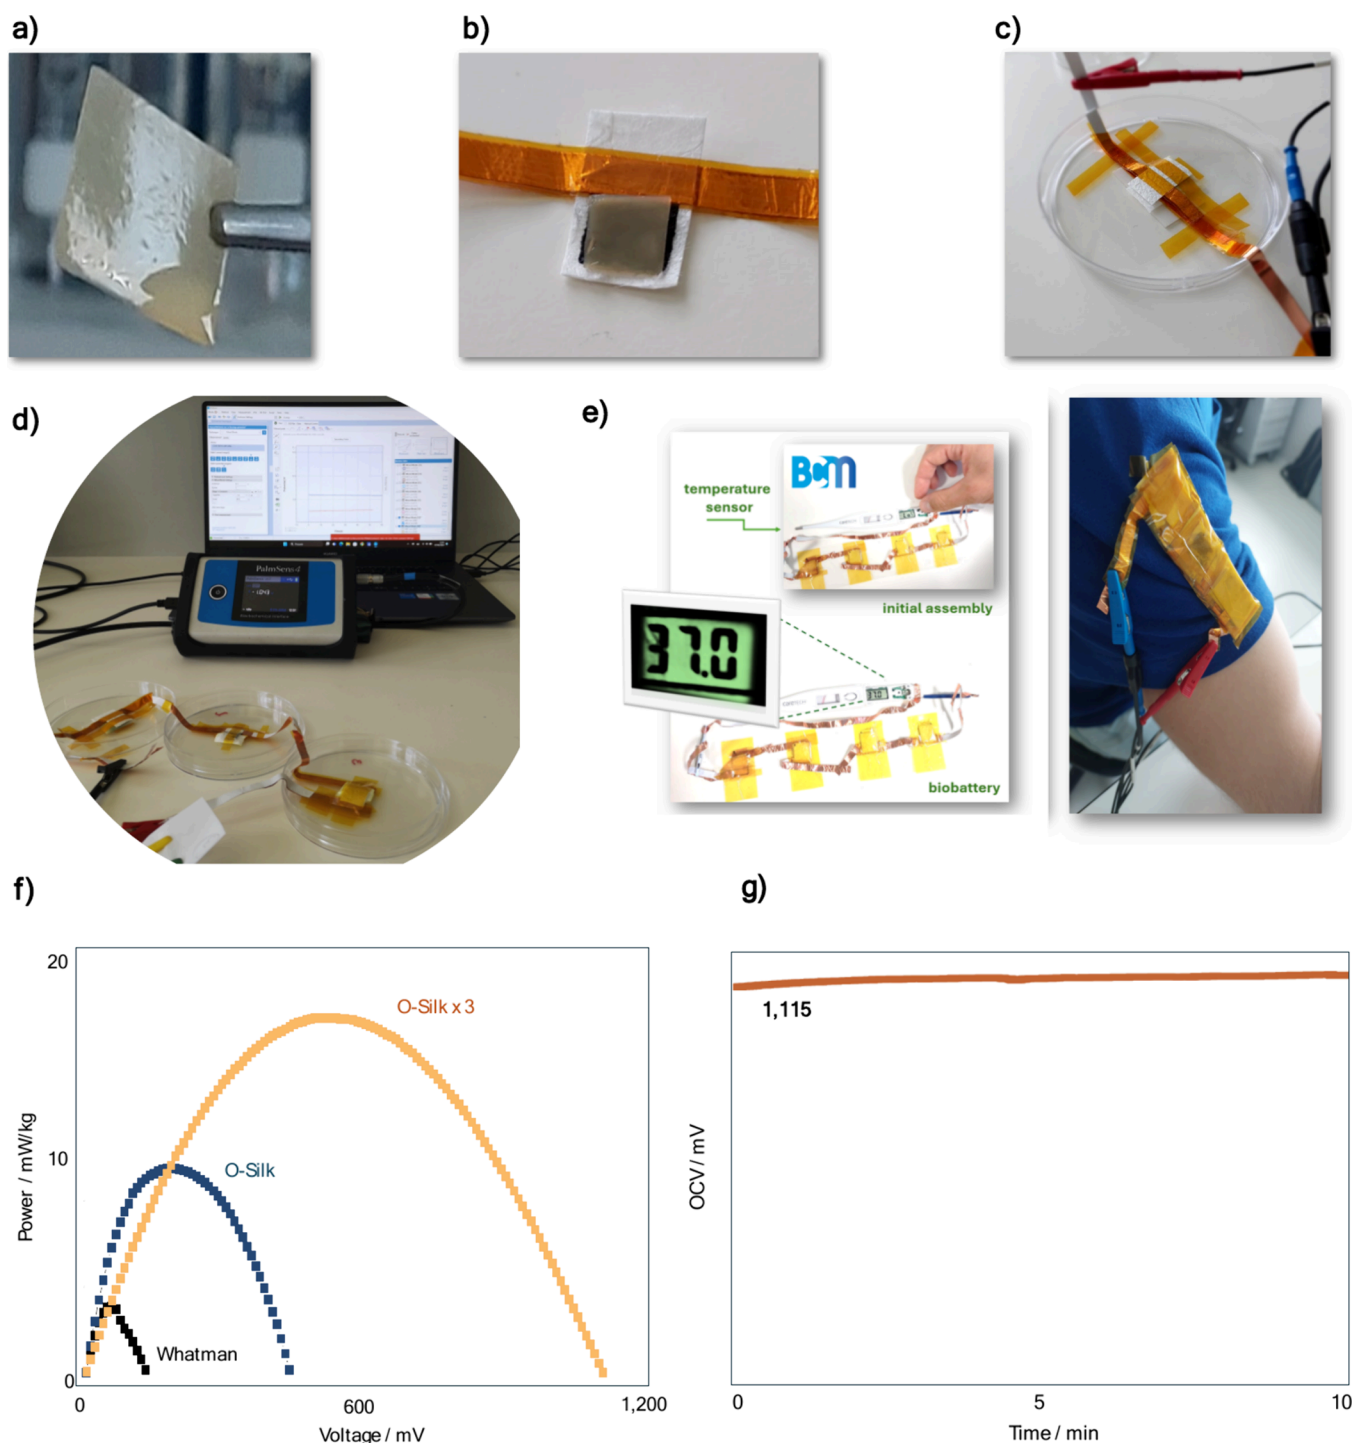 a)
b)
c)
d)
PalmSens4
e)
BCM
temperature
sensor
initial assembly
37.0
biobattery
f)
20
10
0
Power / mW/kg
O-Silk x 3
O-Silk
Whatman
0
600
1,200
Voltage / mV
g)
1,115
OCV / mV
0
5
10
Time / min